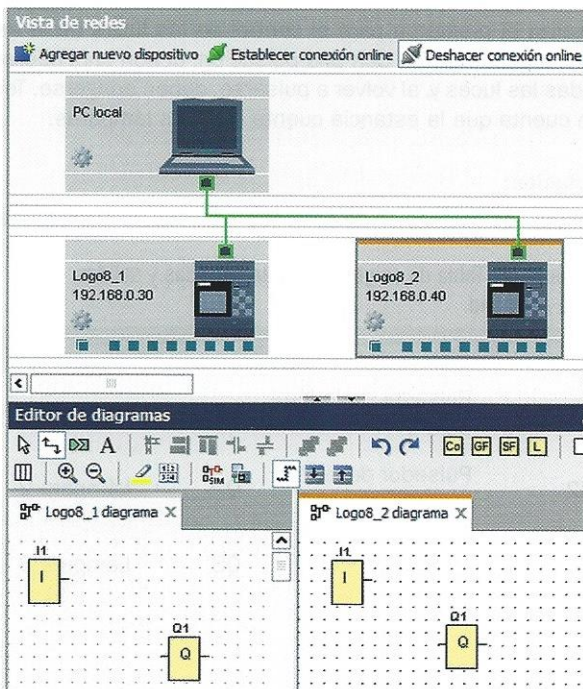 Vista de redes
Agregar nuevo dispositivo Establecer conexión online Deshacer conexión online
PC local
Logo8_1
192.168.0.30
Logo8_2
192.168.0.40
Editor de diagramas
A Co GF SF L
SIM
Logo8_1 diagrama X
Logo8_2 diagrama X
I1
I
Q1
Q
I1
I
Q1
Q